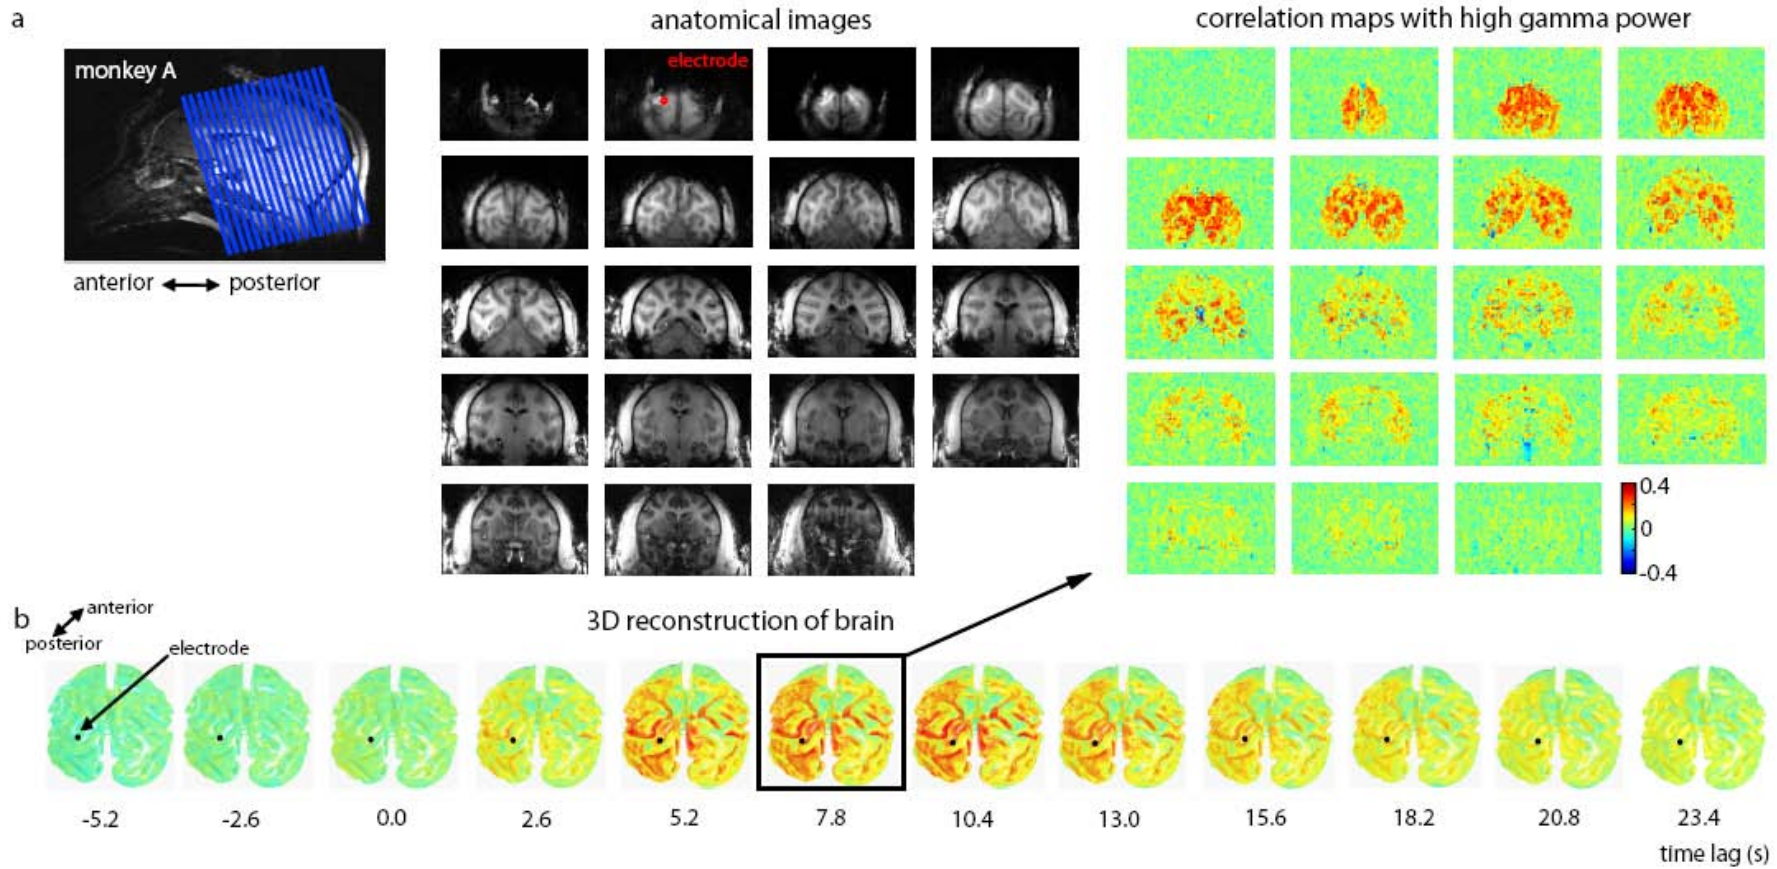 a
anatomical images
correlation maps with high gamma power
monkey A
electrode
anterior posterior
0.4
0
-0.4
b
anterior
posterior
electrode
3D reconstruction of brain
-5.2 -2.6 0.0 2.6 5.2 7.8 10.4 13.0 15.6 18.2 20.8 23.4
time lag (s)